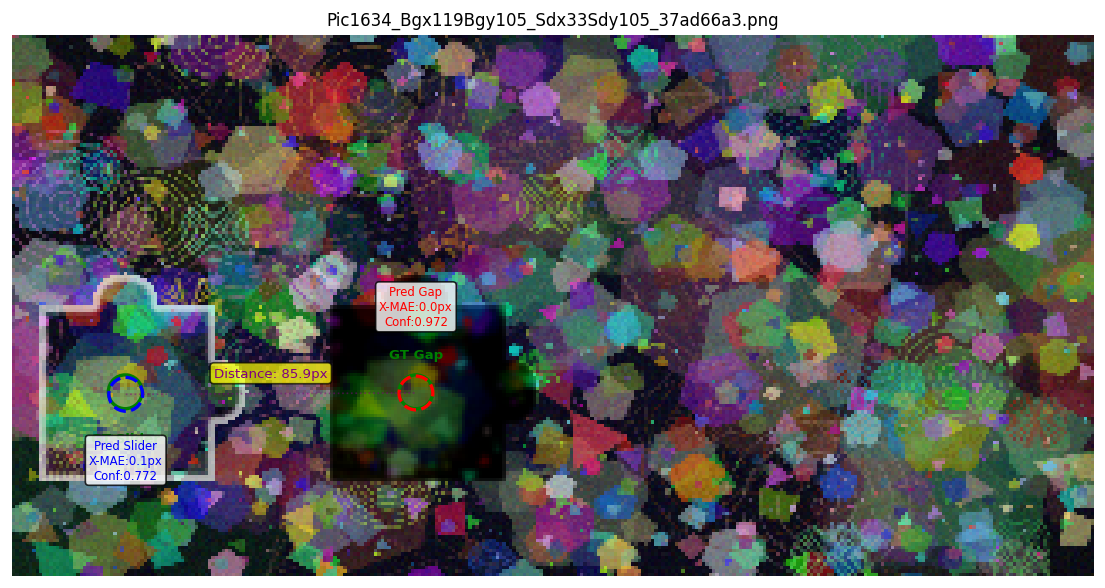 Pic1634_Bgx119Bgy105_Sdx33Sdy105_37ad66a3.png
Pred Gap
X-MAE:0.0px
Conf:0.972
GT Gap
Distance: 85.9px
Pred Slider
X-MAE:0.1px
Conf:0.772